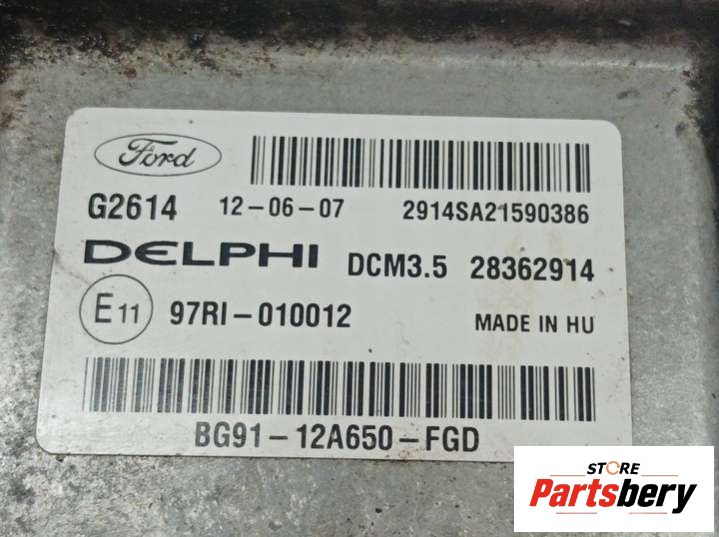 Ford
G2614 12-06-07 2914SA21590386
DELPHI DCM3.5 28362914
E11 97RI-010012 MADE IN HU
BG91-12A650-FGD
STORE
Partsbery